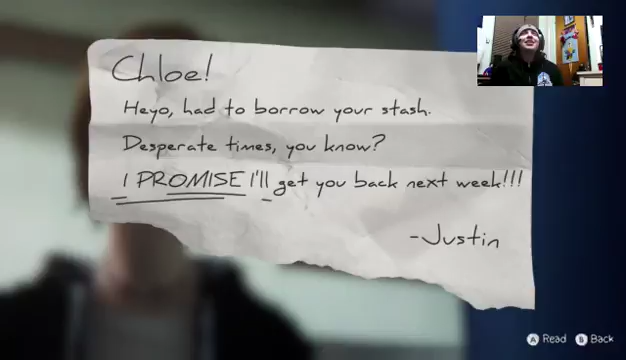 Chloe!
Heyo, had to borrow your stash.
Desperate times, you know?
I PROMISE I'll get you back next week!!!
-Justin
A Read B Back